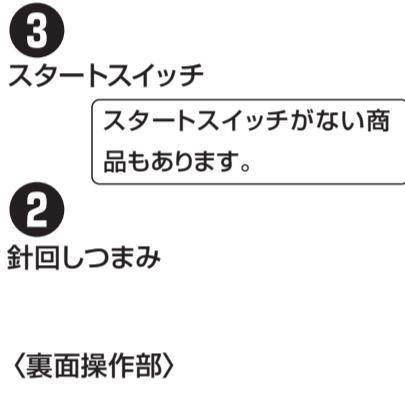 3
スタートスイッチ
スタートスイッチがない商
品もあります。
2
針回しつまみ
〈裏面操作部〉